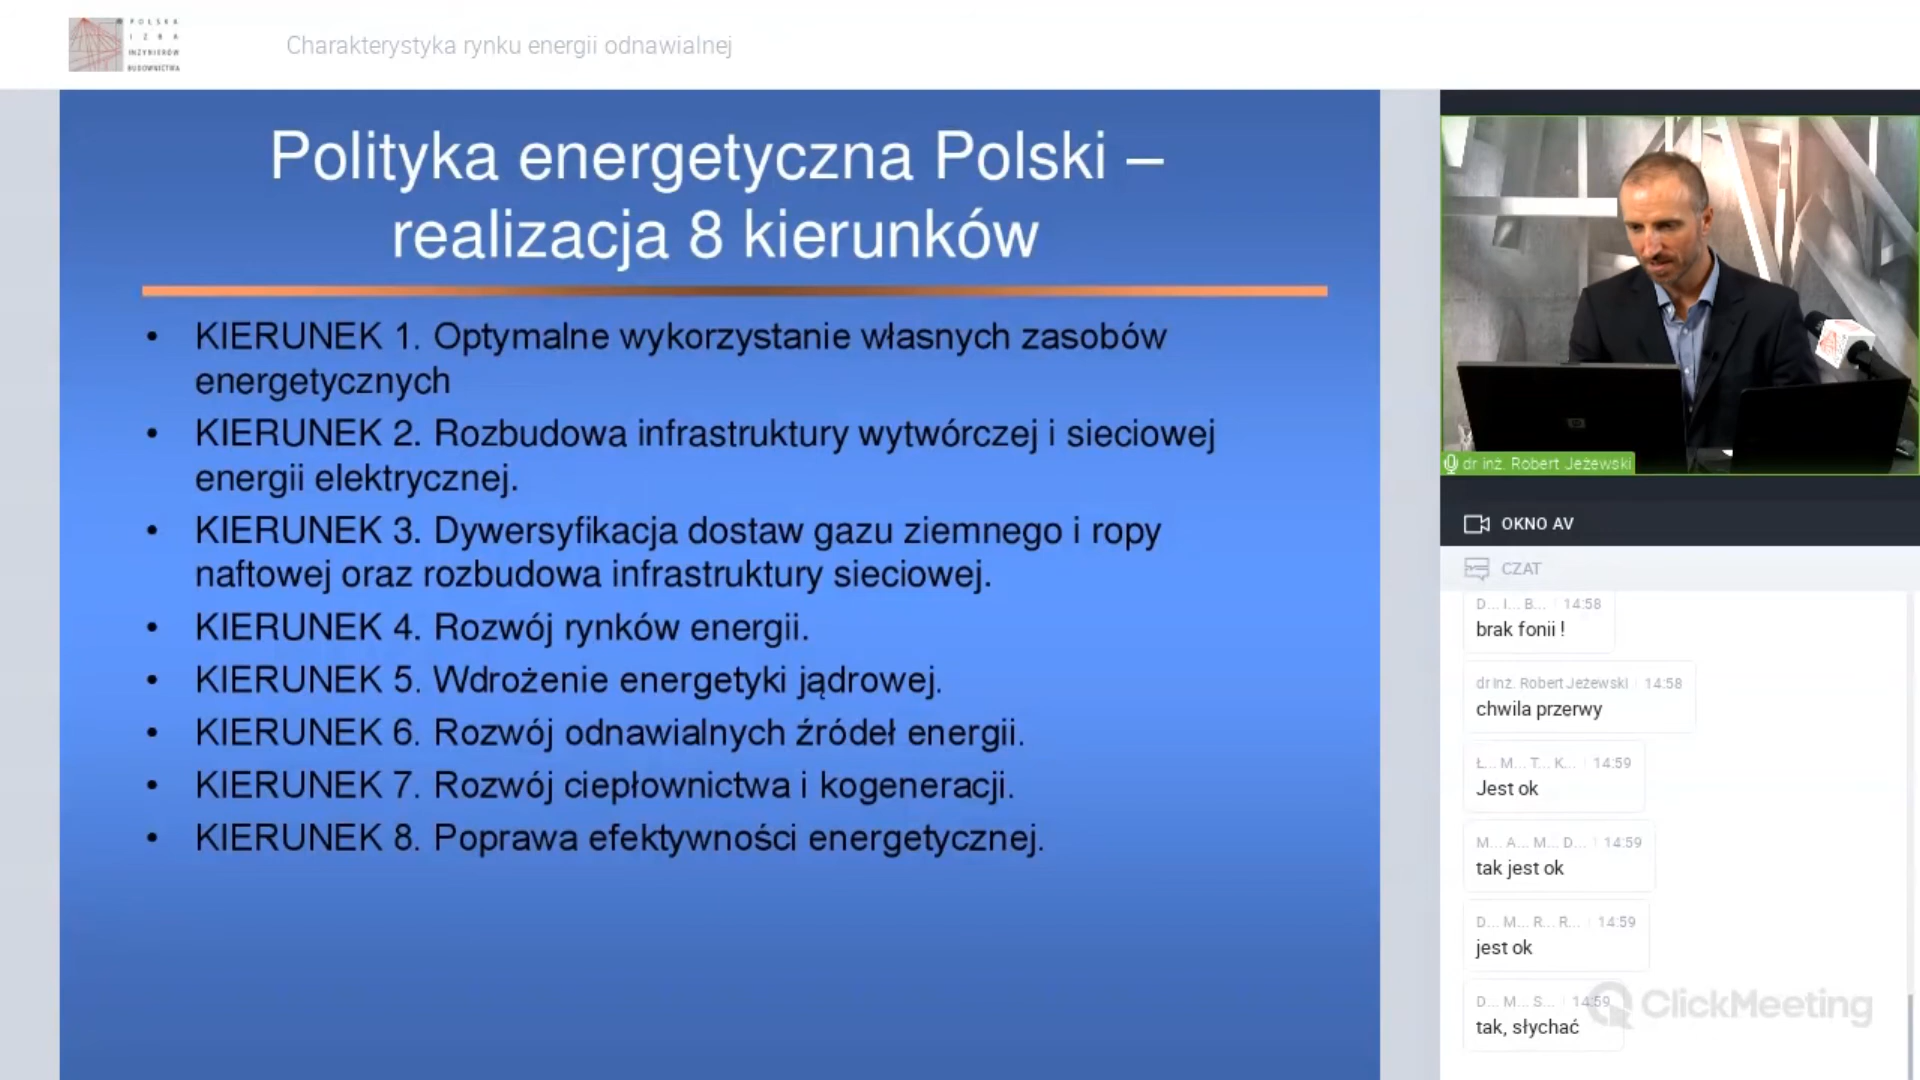 POLSKA
IZBA
INŻYNIERÓW
BUDOWNICTWA
Charakterystyka rynku energii odnawialnej
Polityka energetyczna Polski –
realizacja 8 kierunków
• KIERUNEK 1. Optymalne wykorzystanie własnych zasobów
energetycznych
• KIERUNEK 2. Rozbudowa infrastruktury wytwórczej i sieciowej
energii elektrycznej.
• KIERUNEK 3. Dywersyfikacja dostaw gazu ziemnego i ropy
naftowej oraz rozbudowa infrastruktury sieciowej.
• KIERUNEK 4. Rozwój rynków energii.
• KIERUNEK 5. Wdrożenie energetyki jądrowej.
• KIERUNEK 6. Rozwój odnawialnych źródeł energii.
• KIERUNEK 7. Rozwój ciepłownictwa i kogeneracji.
• KIERUNEK 8. Poprawa efektywności energetycznej.
dr inż. Robert Jeżewski
OKNO AV
CZAT
D... I... B... 14:58
brak fonii !
dr inż. Robert Jeżewski 14:58
chwila przerwy
Ł... M... T... K... 14:59
Jest ok
M... A... M... D... 14:59
tak jest ok
D... M... R... R... 14:59
jest ok
D... M... S... 14:59
tak, słychać
ClickMeeting